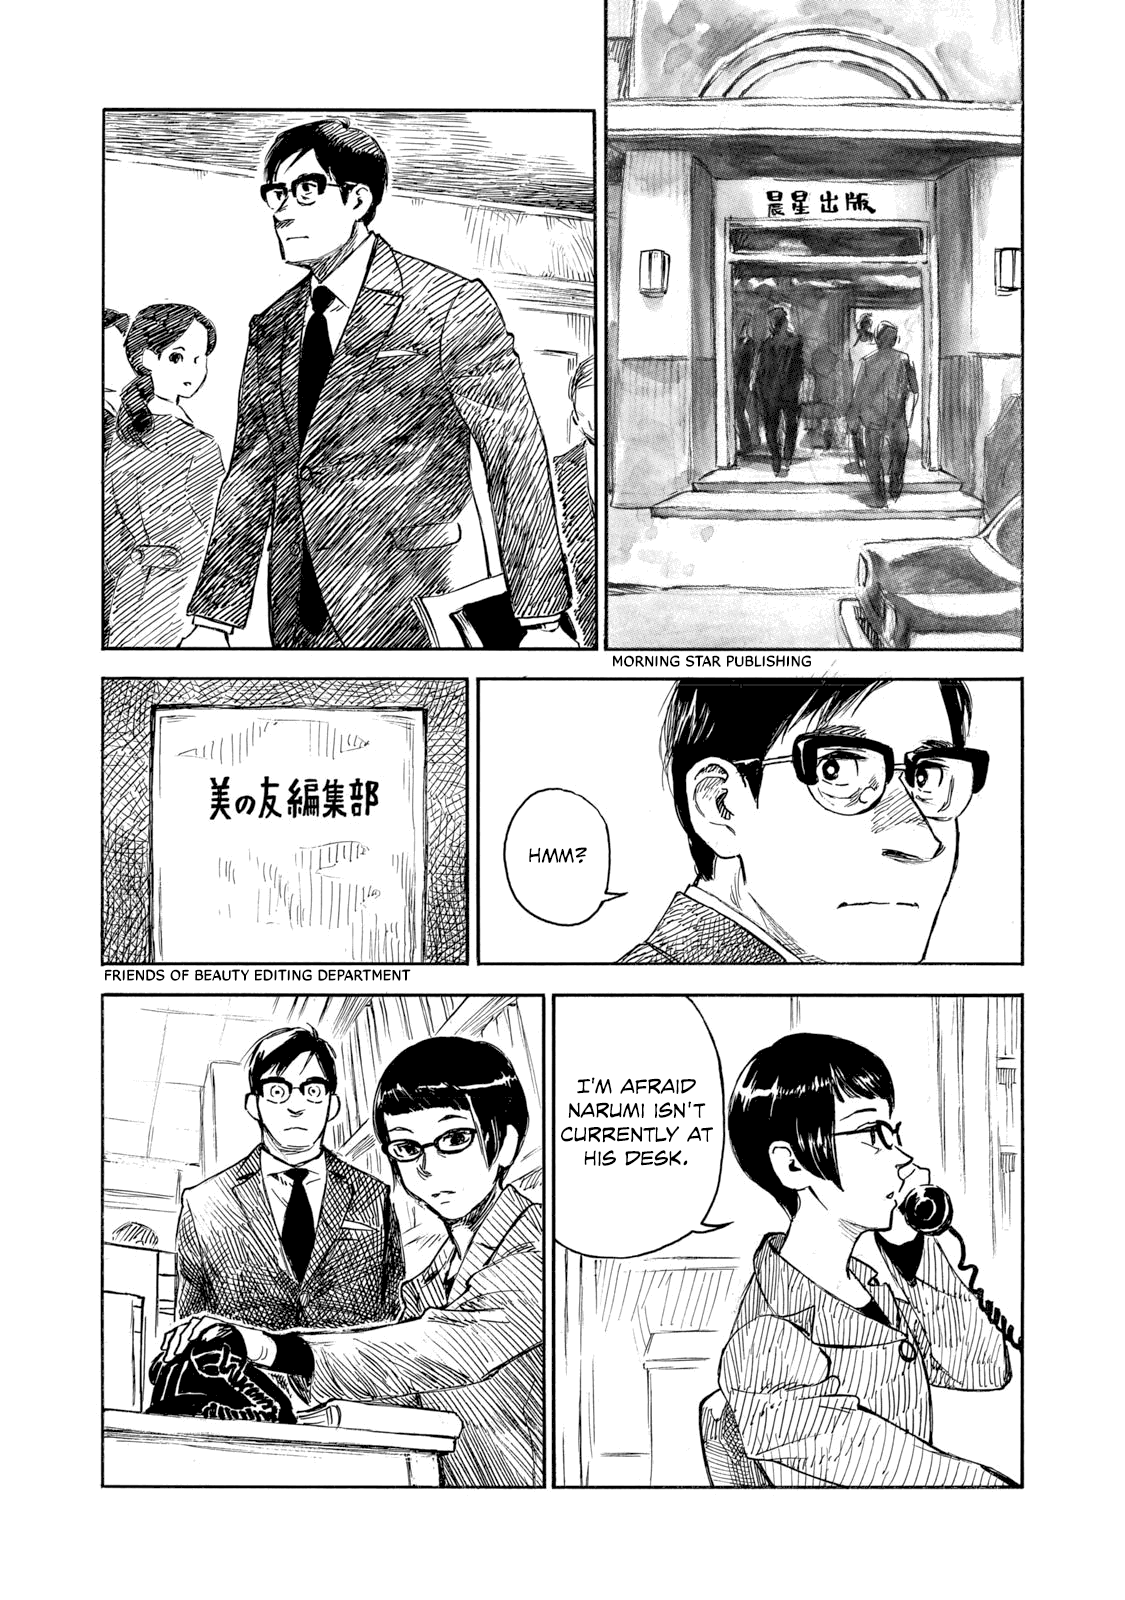 晨星出版
MORNING STAR PUBLISHING
美の友編集部
FRIENDS OF BEAUTY EDITING DEPARTMENT
HMM?
I'M AFRAID
NARUMI ISN'T
CURRENTLY AT
HIS DESK.